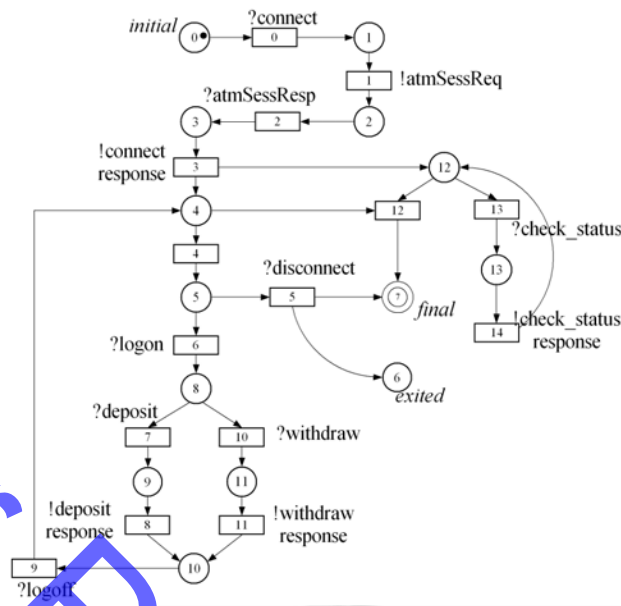 ?connect
initial
0
0
1
1
!atmSessReq
?atmSessResp
3
2
2
!connect
response
3
12
4
12
13
?check_status
4
?disconnect
13
5
5
7
final
!check_status
response
14
?logon
6
8
6
exited
?deposit
7
10
?withdraw
9
11
!deposit
response
8
11
!withdraw
response
9
10
?logoff